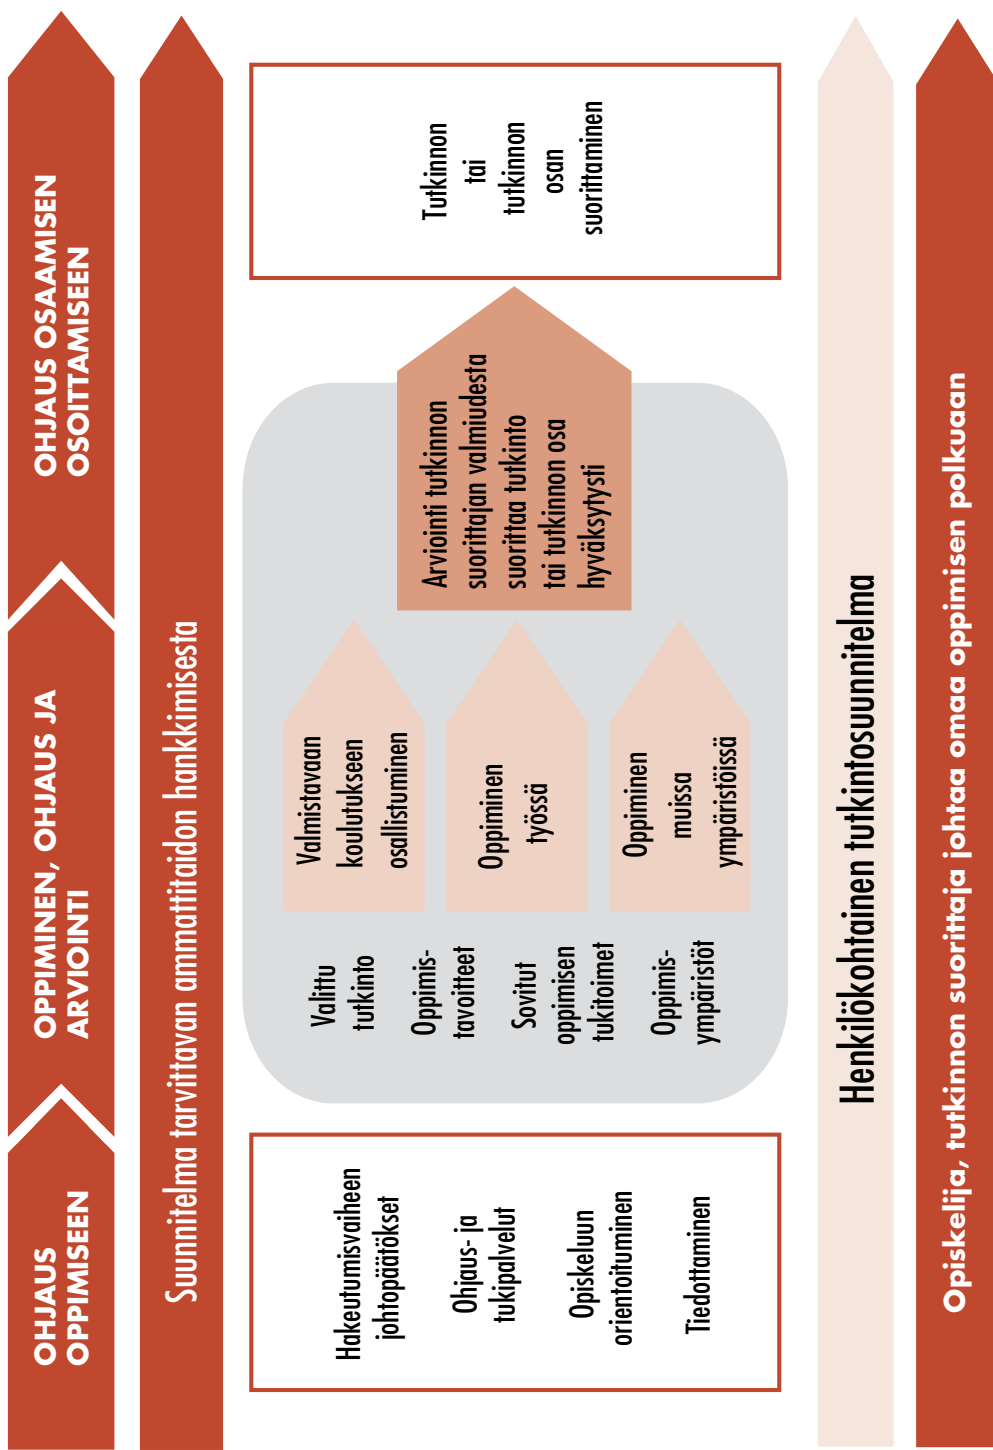 OHJAUS
OPPIMISEEN
OPPIMINEN, OHJAUS JA
ARVIOINTI
OHJAUS OSAAMISEN
OSOITTAMISEEN
Suunnitelma tarvittavan ammattitaidon hankkimisesta
Hakeutumisvaiheen
johtopäätökset
Ohjaus- ja
tukipalvelut
Opiskeluun
orientoituminen
Tiedottaminen
Valittu
tutkinto
Oppimis-
tavoitteet
Sovitut
oppimisen
tukitoimet
Oppimis-
ympäristöt
Valmistavaan
koulutukseen
osallistuminen
Oppiminen
työssä
Oppiminen
muissa
ympäristöissä
Arviointi tutkinnon
suorittajan valmiudesta
suorittaa tutkinto
tai tutkinnon osa
hyväksytysti
Tutkinnon
tai
tutkinnon
osan
suorittaminen
Henkilökohtainen tutkintosuunnitelma
Opiskelija, tutkinnon suorittaja johtaa omaa oppimisen polkuaan